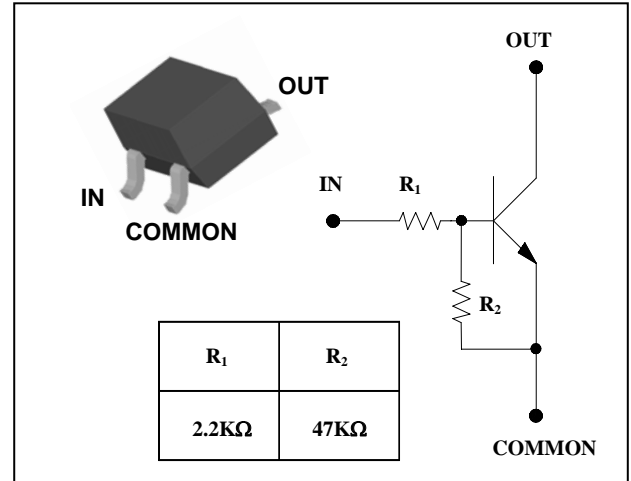 OUT
IN
COMMON
OUT
IN
R₁
R₂
COMMON
R₁ R₂
2.2KΩ 47KΩ